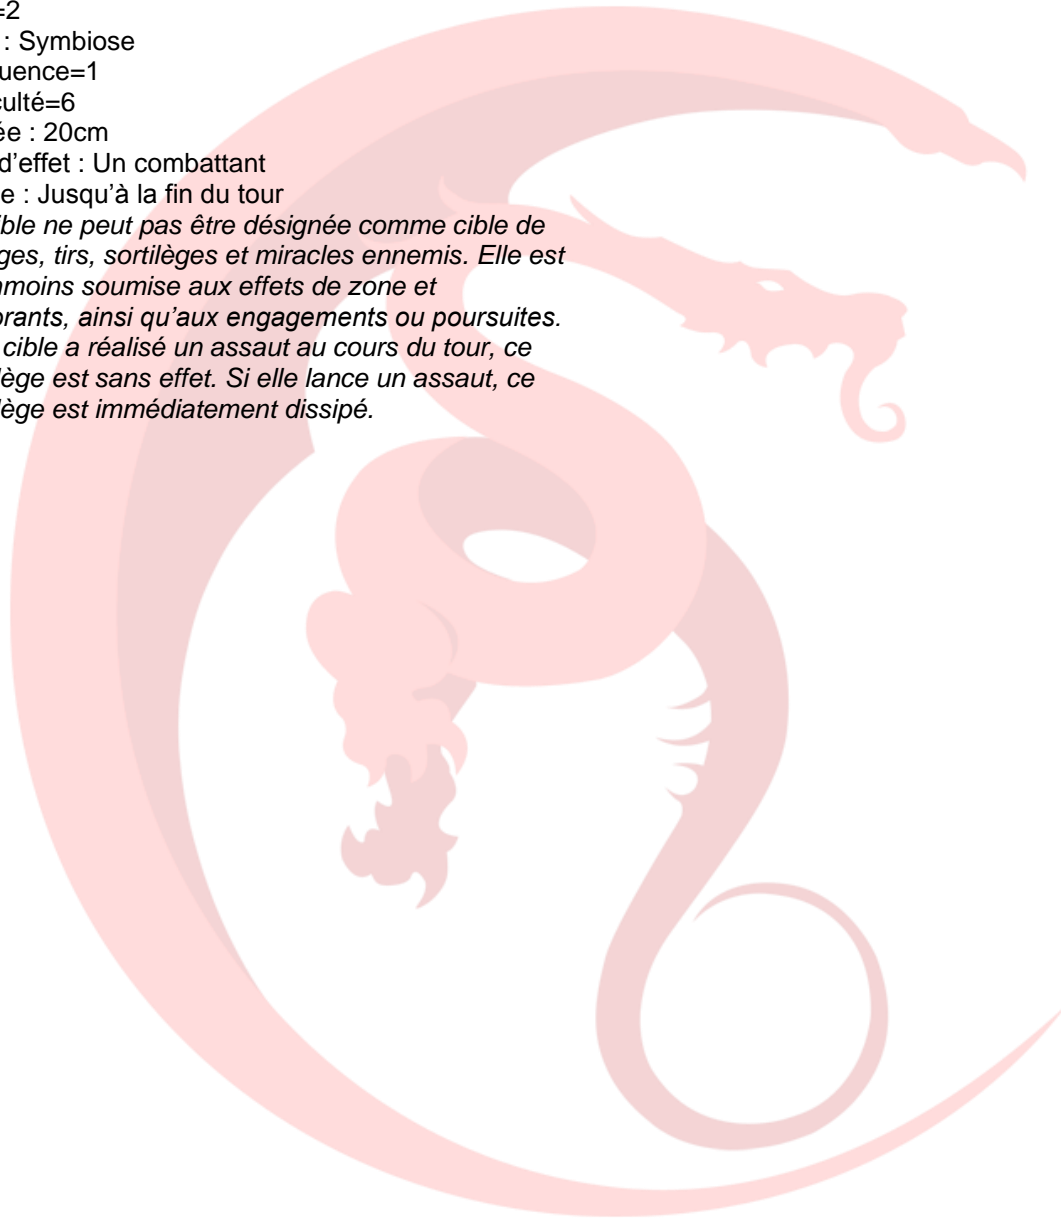 =2
: Symbiose
uence=1
culté=6
ée : 20cm
d’effet : Un combattant
e : Jusqu’à la fin du tour
ible ne peut pas être désignée comme cible de
ges, tirs, sortilèges et miracles ennemis. Elle est
nmoins soumise aux effets de zone et
orants, ainsi qu’aux engagements ou poursuites.
cible a réalisé un assaut au cours du tour, ce
lège est sans effet. Si elle lance un assaut, ce
lège est immédiatement dissipé.